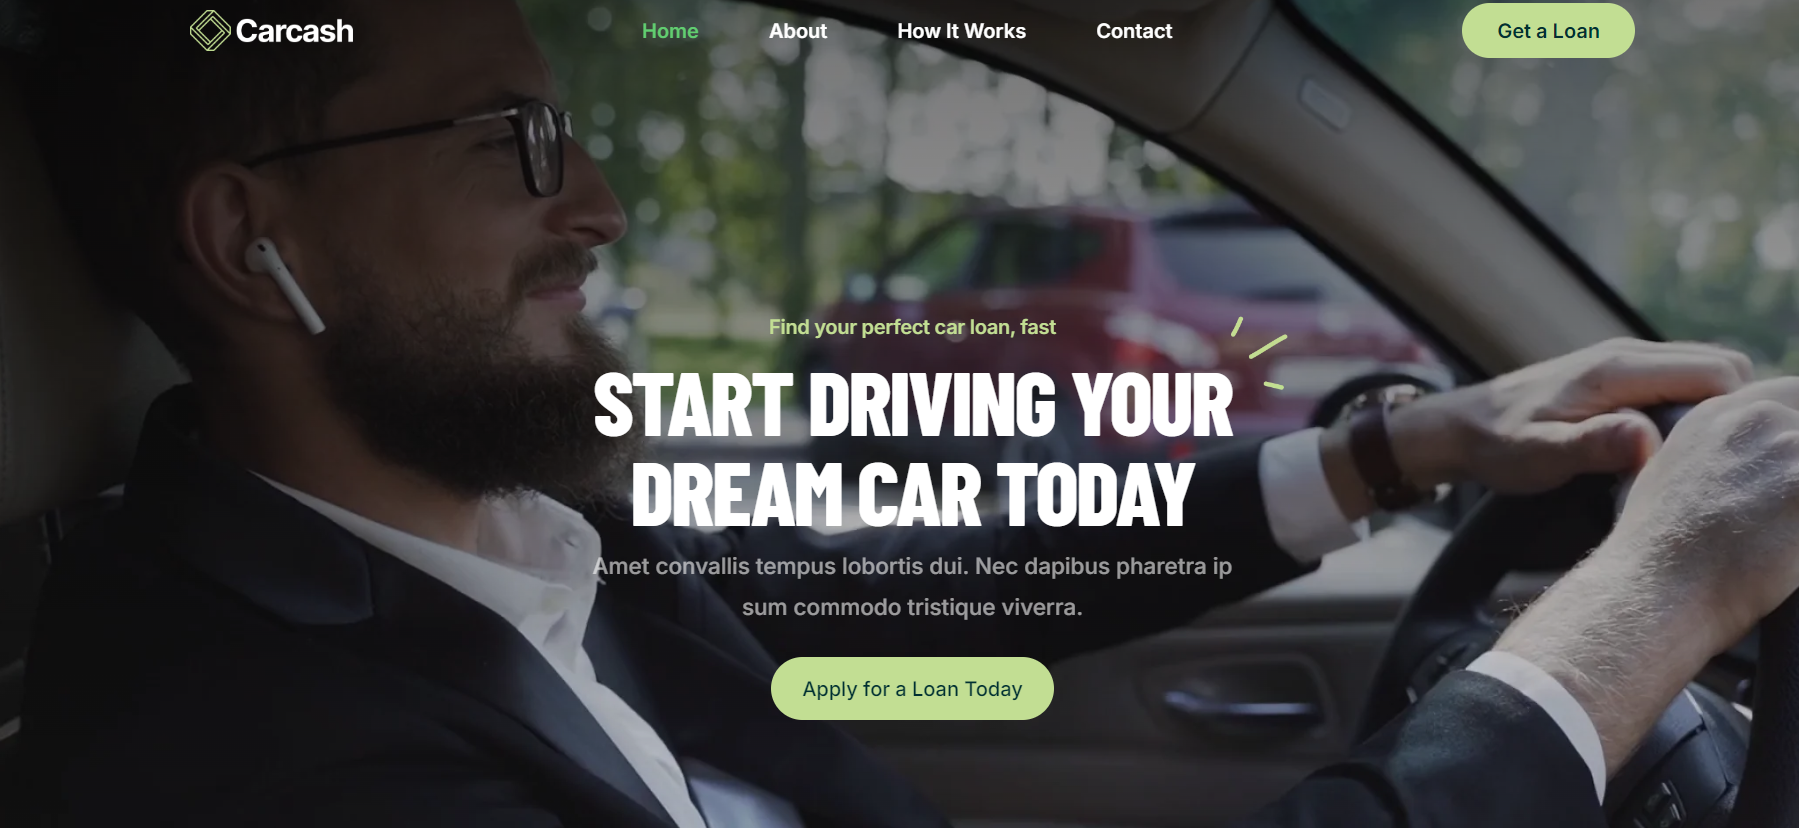 Carcash
Home
About
How It Works
Contact
Get a Loan
Find your perfect car loan, fast
START DRIVING YOUR
DREAM CAR TODAY
Amet convallis tempus lobortis dui. Nec dapibus pharetra ip
sum commodo tristique viverra.
Apply for a Loan Today